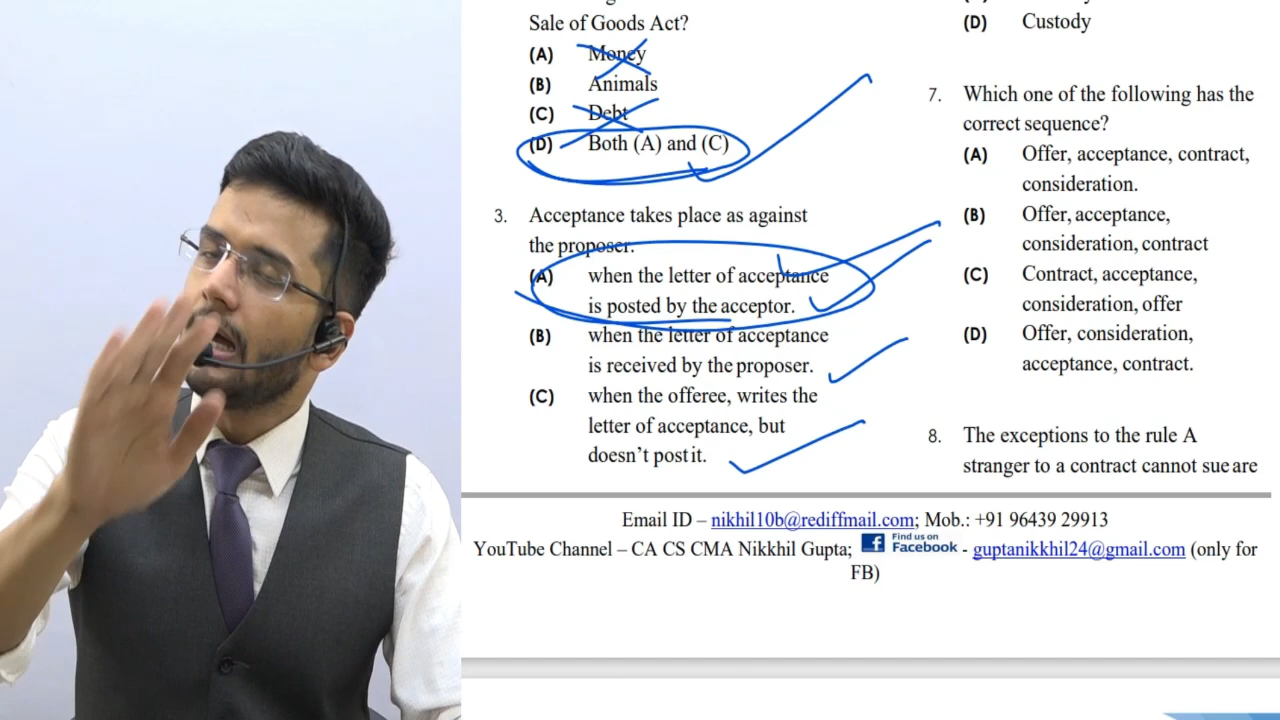 Sale of Goods Act?
(A) Money
(B) Animals
(C) Debt
(D) Both (A) and (C)
3. Acceptance takes place as against
the proposer.
(A) when the letter of acceptance
is posted by the acceptor.
(B) when the letter of acceptance
is received by the proposer.
(C) when the offeree, writes the
letter of acceptance, but
doesn't post it.
(D) Custody
7. Which one of the following has the
correct sequence?
(A) Offer, acceptance, contract,
consideration.
(B) Offer, acceptance,
consideration, contract
(C) Contract, acceptance,
consideration, offer
(D) Offer, consideration,
acceptance, contract.
8. The exceptions to the rule A
stranger to a contract cannot sue are
Email ID – nikhil10b@rediffmail.com; Mob.: +91 96439 29913
YouTube Channel – CA CS CMA Nikkhil Gupta; f Find us on Facebook - guptanikkhil24@gmail.com (only for
FB)